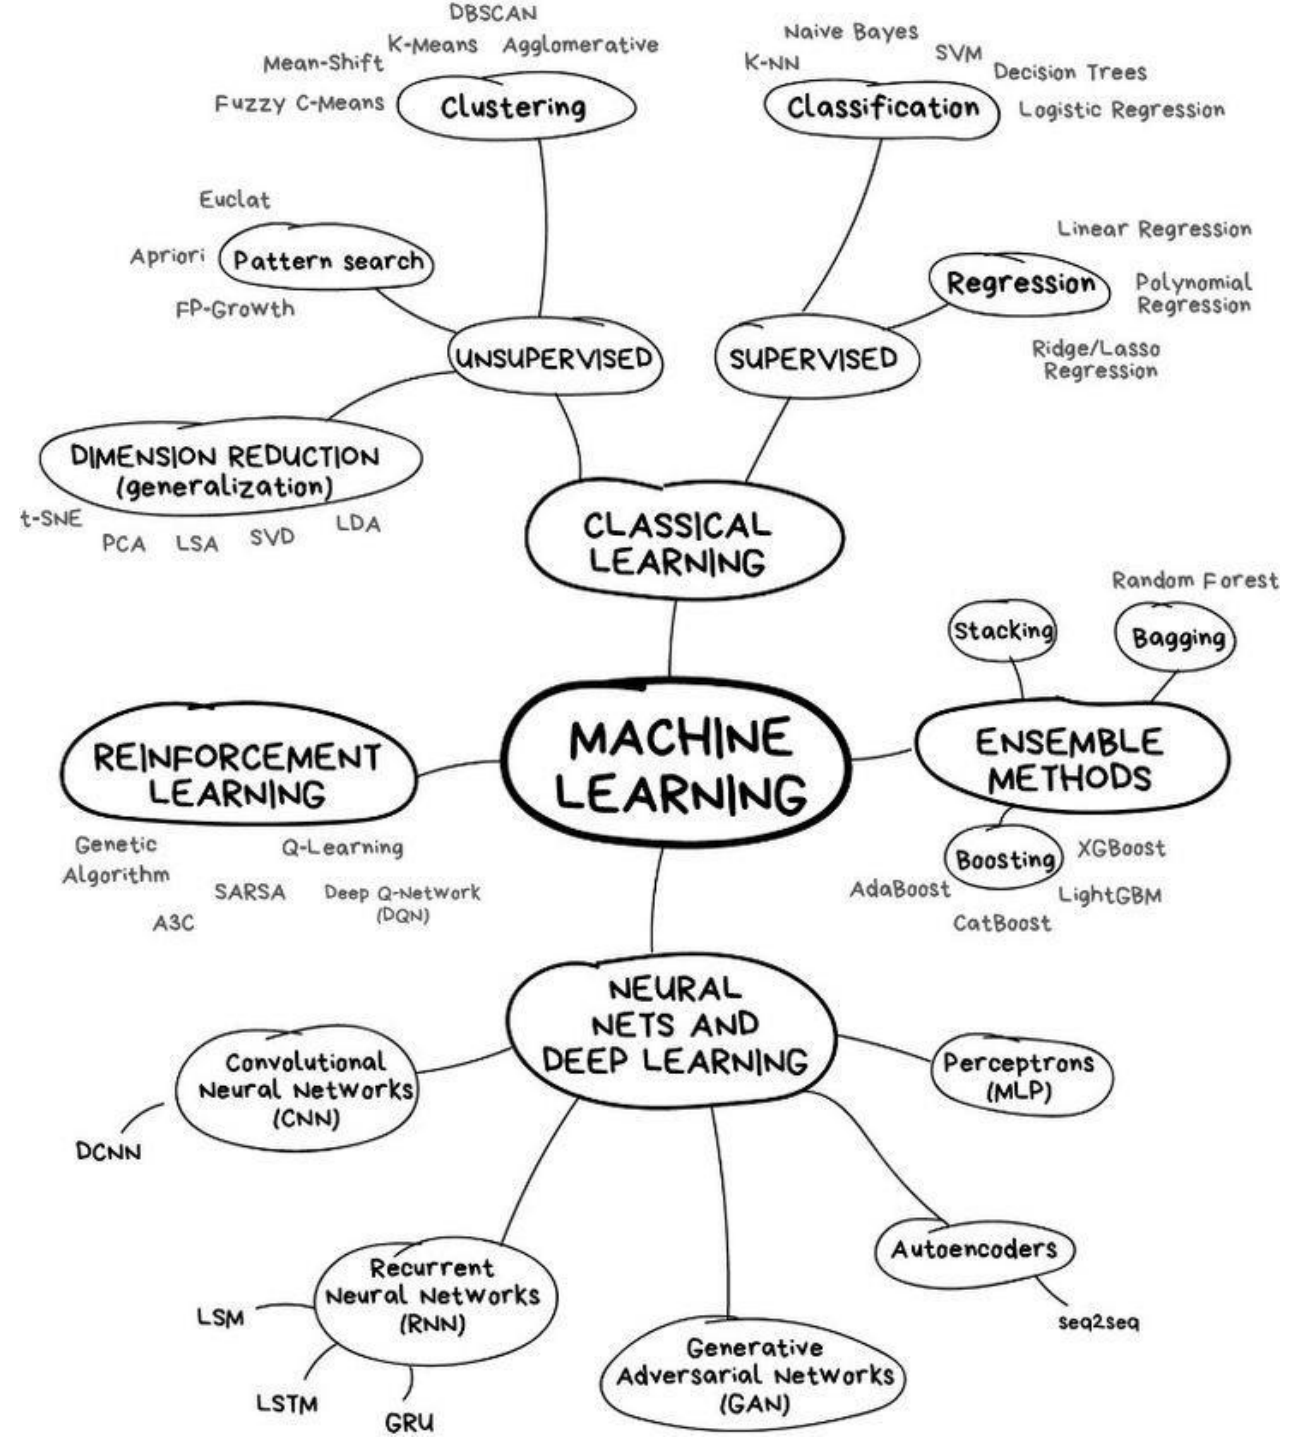 DBSCAN
K-Means
Agglomerative
Mean-Shift
Fuzzy C-Means
Clustering
Naive Bayes
K-NN
SVM
Decision Trees
Classification
Logistic Regression
Euclat
Apriori
Pattern search
FP-Growth
Linear Regression
Regression
Polynomial
Regression
Ridge/Lasso
Regression
UNSUPERVISED
SUPERVISED
DIMENSION REDUCTION
(generalization)
t-SNE
PCA
LSA
SVD
LDA
CLASSICAL
LEARNING
Random Forest
Stacking
Bagging
REINFORCEMENT
LEARNING
MACHINE
LEARNING
ENSEMBLE
METHODS
Genetic
Algorithm
Q-Learning
SARSA
Deep Q-Network
(DQN)
A3C
Boosting
XGBoost
AdaBoost
LightGBM
CatBoost
NEURAL
NETS AND
DEEP LEARNING
Convolutional
Neural Networks
(CNN)
DCNN
Perceptrons
(MLP)
Recurrent
Neural Networks
(RNN)
LSM
LSTM
GRU
Autoencoders
seq2seq
Generative
Adversarial Networks
(GAN)